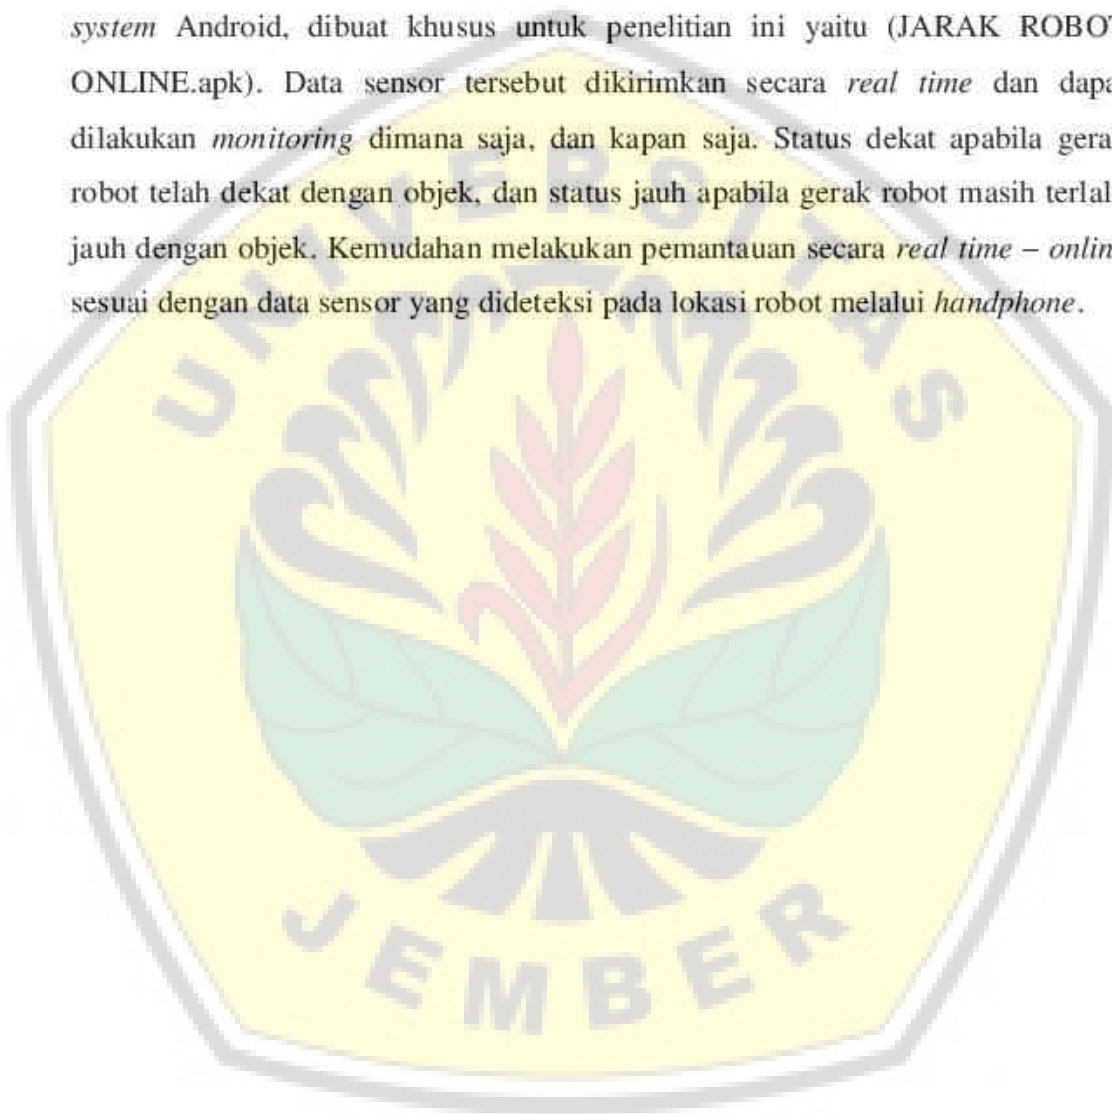 system Android, dibuat khusus untuk penelitian ini yaitu (JARAK ROBO
ONLINE.apk). Data sensor tersebut dikirimkan secara real time dan dapa
dilakukan monitoring dimana saja, dan kapan saja. Status dekat apabila gera
robot telah dekat dengan objek, dan status jauh apabila gerak robot masih terlal
jauh dengan objek. Kemudahan melakukan pemantauan secara real time – onlin
sesuai dengan data sensor yang dideteksi pada lokasi robot melalui handphone.
UNIVERSITAS
JEMBER